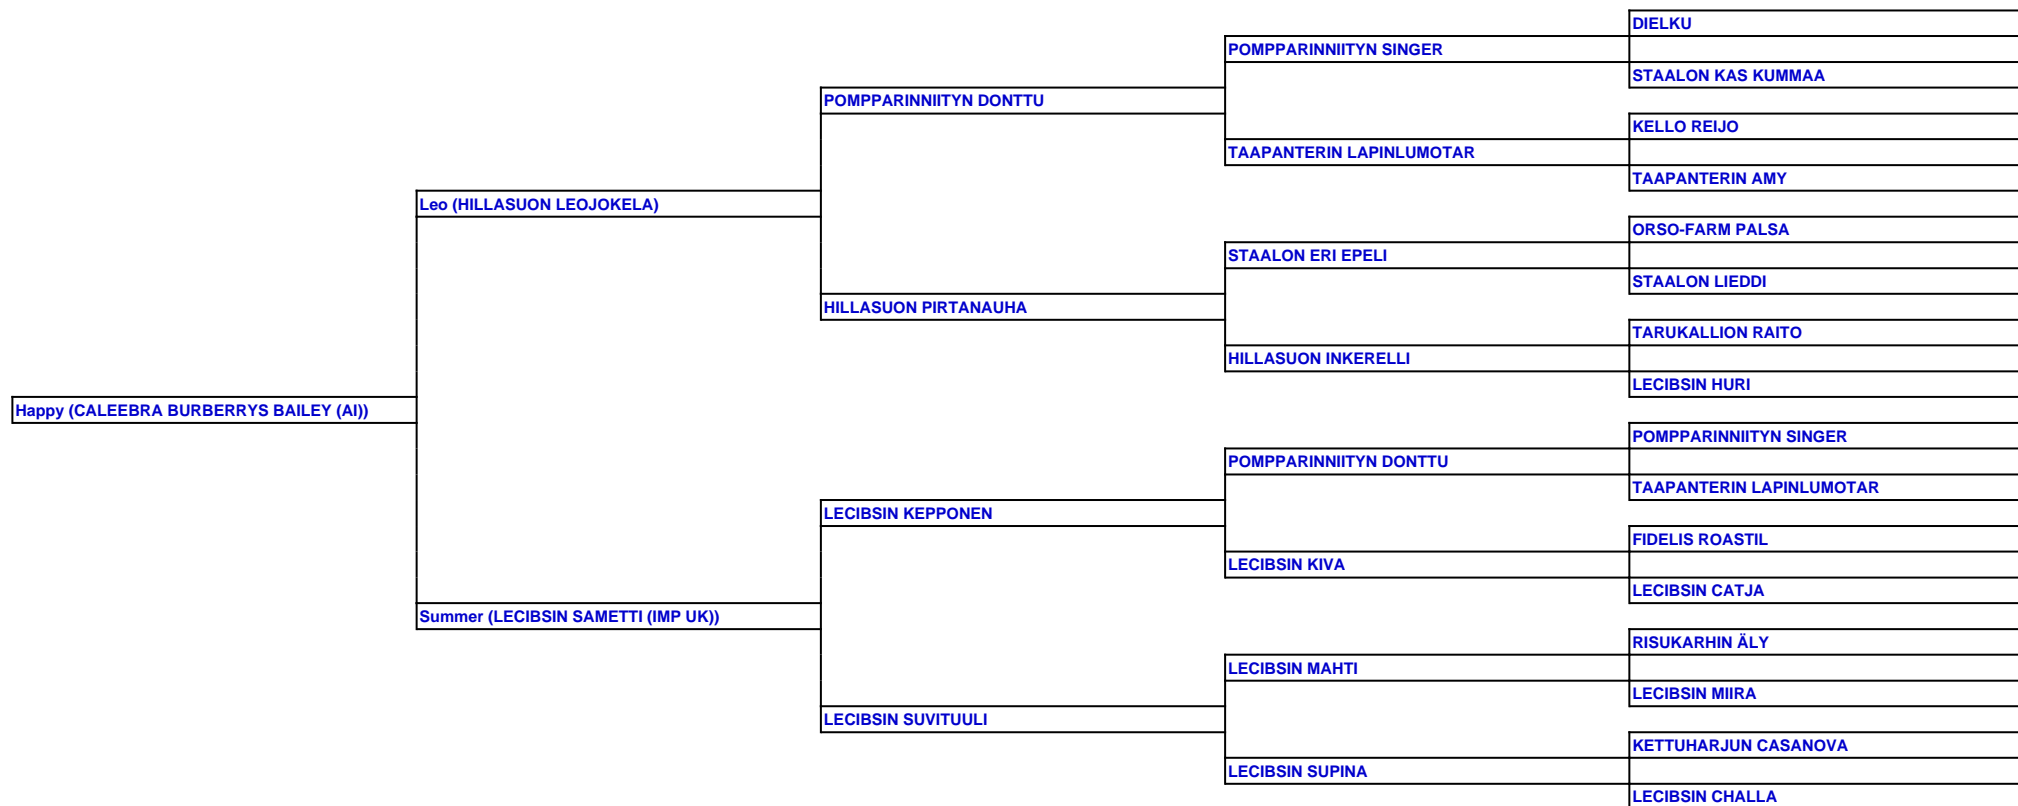 DIELKU
POMPPARINNIITYN SINGER
STAALON KAS KUMMAA
POMPPARINNIITYN DONTTU
KELLO REIJO
TAAPANTERIN LAPINLUMOTAR
TAAPANTERIN AMY
Leo (HILLASUON LEOJOKELA)
ORSO-FARM PALSA
STAALON ERI EPELI
STAALON LIEDDI
HILLASUON PIRTANAUHA
TARUKALLION RAITO
HILLASUON INKERELLI
LECIBSIN HURI
Happy (CALEEBRA BURBERRYS BAILEY (AI))
POMPPARINNIITYN SINGER
POMPPARINNIITYN DONTTU
TAAPANTERIN LAPINLUMOTAR
LECIBSIN KEPPONEN
FIDELIS ROASTIL
LECIBSIN KIVA
LECIBSIN CATJA
Summer (LECIBSIN SAMETTI (IMP UK))
RISUKARHIN ÄLY
LECIBSIN MAHTI
LECIBSIN MIIRA
LECIBSIN SUVITUULI
KETTUHARJUN CASANOVA
LECIBSIN SUPINA
LECIBSIN CHALLA